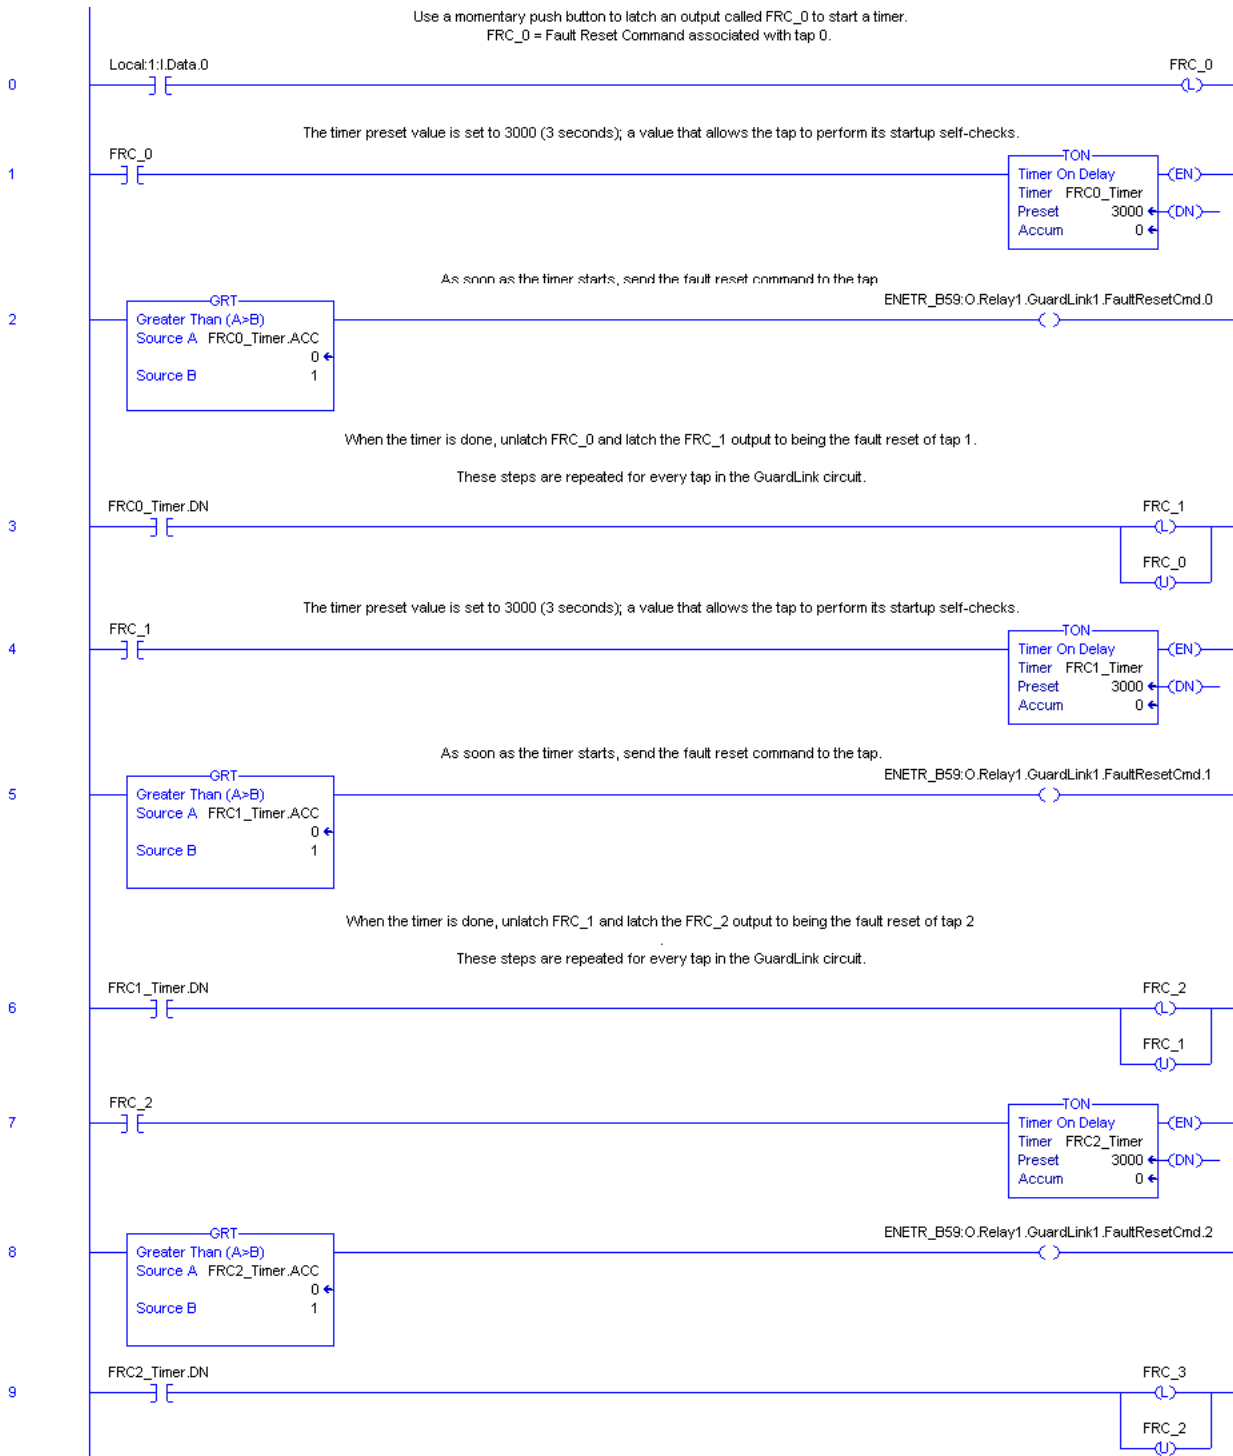 Use a momentary push button to latch an output called FRC_0 to start a timer.
FRC_0 = Fault Reset Command associated with tap 0.
Local:1:I.Data.0
FRC_0
0
L
The timer preset value is set to 3000 (3 seconds); a value that allows the tap to perform its startup self-checks.
FRC_0
1
TON
Timer On Delay
EN
Timer FRC0_Timer
Preset 3000
DN
Accum 0
As soon as the timer starts, send the fault reset command to the tap
GRT
ENETR_B59:O.Relay1.GuardLink1.FaultResetCmd.0
2
Greater Than (A>B)
Source A FRC0_Timer.ACC
0
Source B 1
When the timer is done, unlatch FRC_0 and latch the FRC_1 output to being the fault reset of tap 1.
These steps are repeated for every tap in the GuardLink circuit.
FRC0_Timer.DN
FRC_1
3
L
FRC_0
U
The timer preset value is set to 3000 (3 seconds); a value that allows the tap to perform its startup self-checks.
FRC_1
4
TON
Timer On Delay
EN
Timer FRC1_Timer
Preset 3000
DN
Accum 0
As soon as the timer starts, send the fault reset command to the tap.
GRT
ENETR_B59:O.Relay1.GuardLink1.FaultResetCmd.1
5
Greater Than (A>B)
Source A FRC1_Timer.ACC
0
Source B 1
When the timer is done, unlatch FRC_1 and latch the FRC_2 output to being the fault reset of tap 2
.
These steps are repeated for every tap in the GuardLink circuit.
FRC1_Timer.DN
FRC_2
6
L
FRC_1
U
FRC_2
7
TON
Timer On Delay
EN
Timer FRC2_Timer
Preset 3000
DN
Accum 0
GRT
ENETR_B59:O.Relay1.GuardLink1.FaultResetCmd.2
8
Greater Than (A>B)
Source A FRC2_Timer.ACC
0
Source B 1
FRC2_Timer.DN
FRC_3
9
L
FRC_2
U